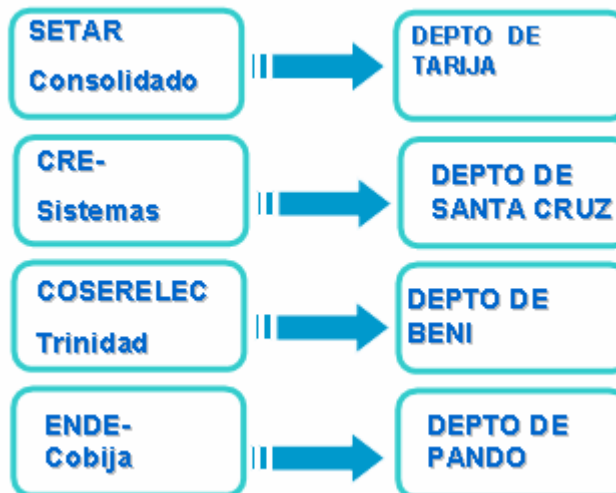 SETAR
Consolidado
DEPTO DE
TARIJA
CRE-
Sistemas
DEPTO DE
SANTA CRUZ
COSERELEC
Trinidad
DEPTO DE
BENI
ENDE-
Cobija
DEPTO DE
PANDO